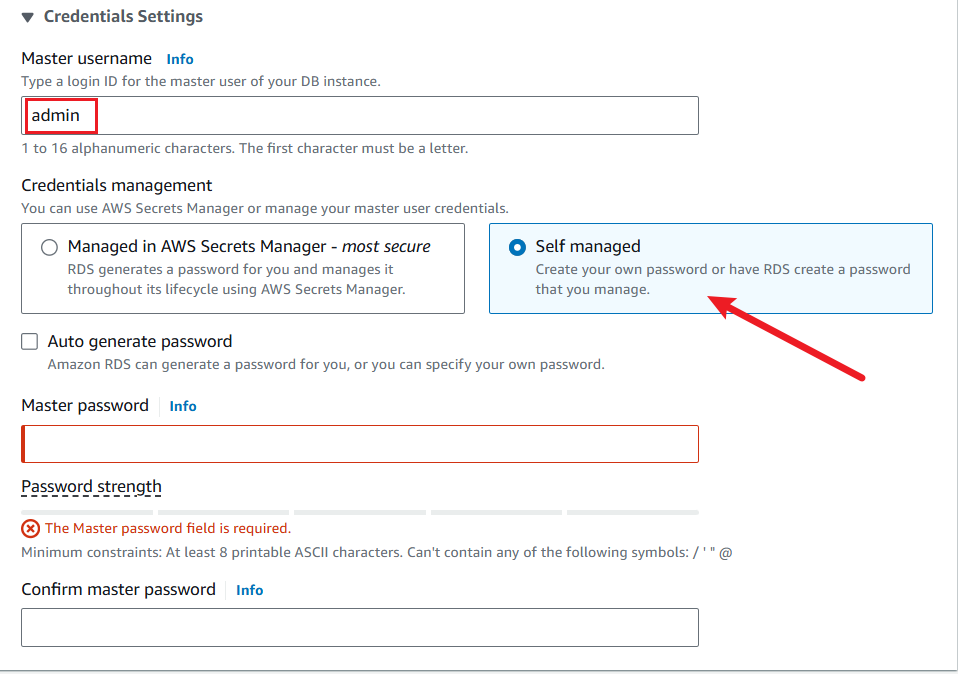 Credentials Settings
Master username Info
Type a login ID for the master user of your DB instance.
admin
1 to 16 alphanumeric characters. The first character must be a letter.
Credentials management
You can use AWS Secrets Manager or manage your master user credentials.
Managed in AWS Secrets Manager - most secure
RDS generates a password for you and manages it
throughout its lifecycle using AWS Secrets Manager.
Self managed
Create your own password or have RDS create a password
that you manage.
Auto generate password
Amazon RDS can generate a password for you, or you can specify your own password.
Master password Info
Password strength
The Master password field is required.
Minimum constraints: At least 8 printable ASCII characters. Can't contain any of the following symbols: / ' " @
Confirm master password Info